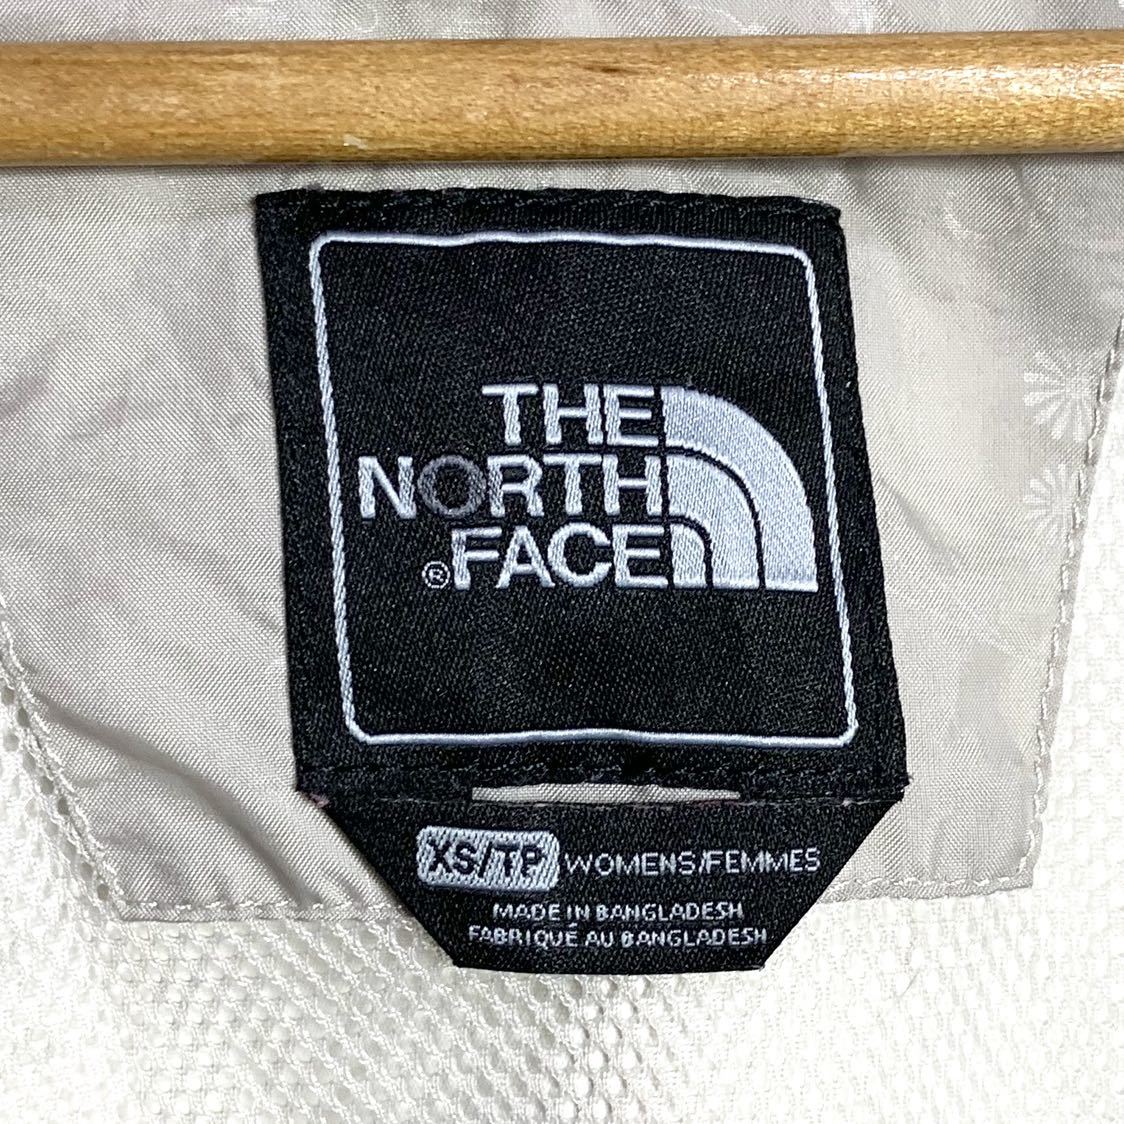 THE
NORTH
FACE
®
XS/TP WOMENS/FEMMES
MADE IN BANGLADESH
FABRIQUÉ AU BANGLADESH